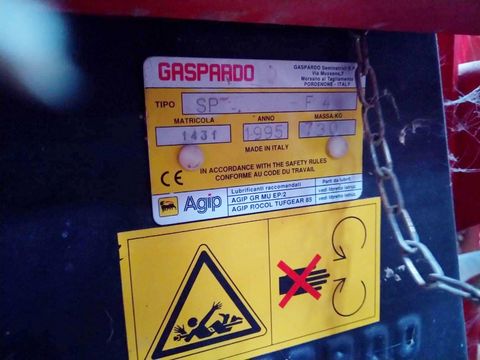 GASPARDO
GASPARDO Seminatrici S.P.A.
Via Mussons,7
Morsano al Tagliamento
PORDENONE - ITALY
TIPO SP F 4
MATRICOLA ANNO MASSA-KG
1431 1995 730
MADE IN ITALY
IN ACCORDANCE WITH THE SAFETY RULES
CONFORME AU CODE DU TRAVAIL
CE
Agip
Lubrificanti raccomandati
AGIP GR MU EP.2
AGIP ROCOL TUFGEAR 85